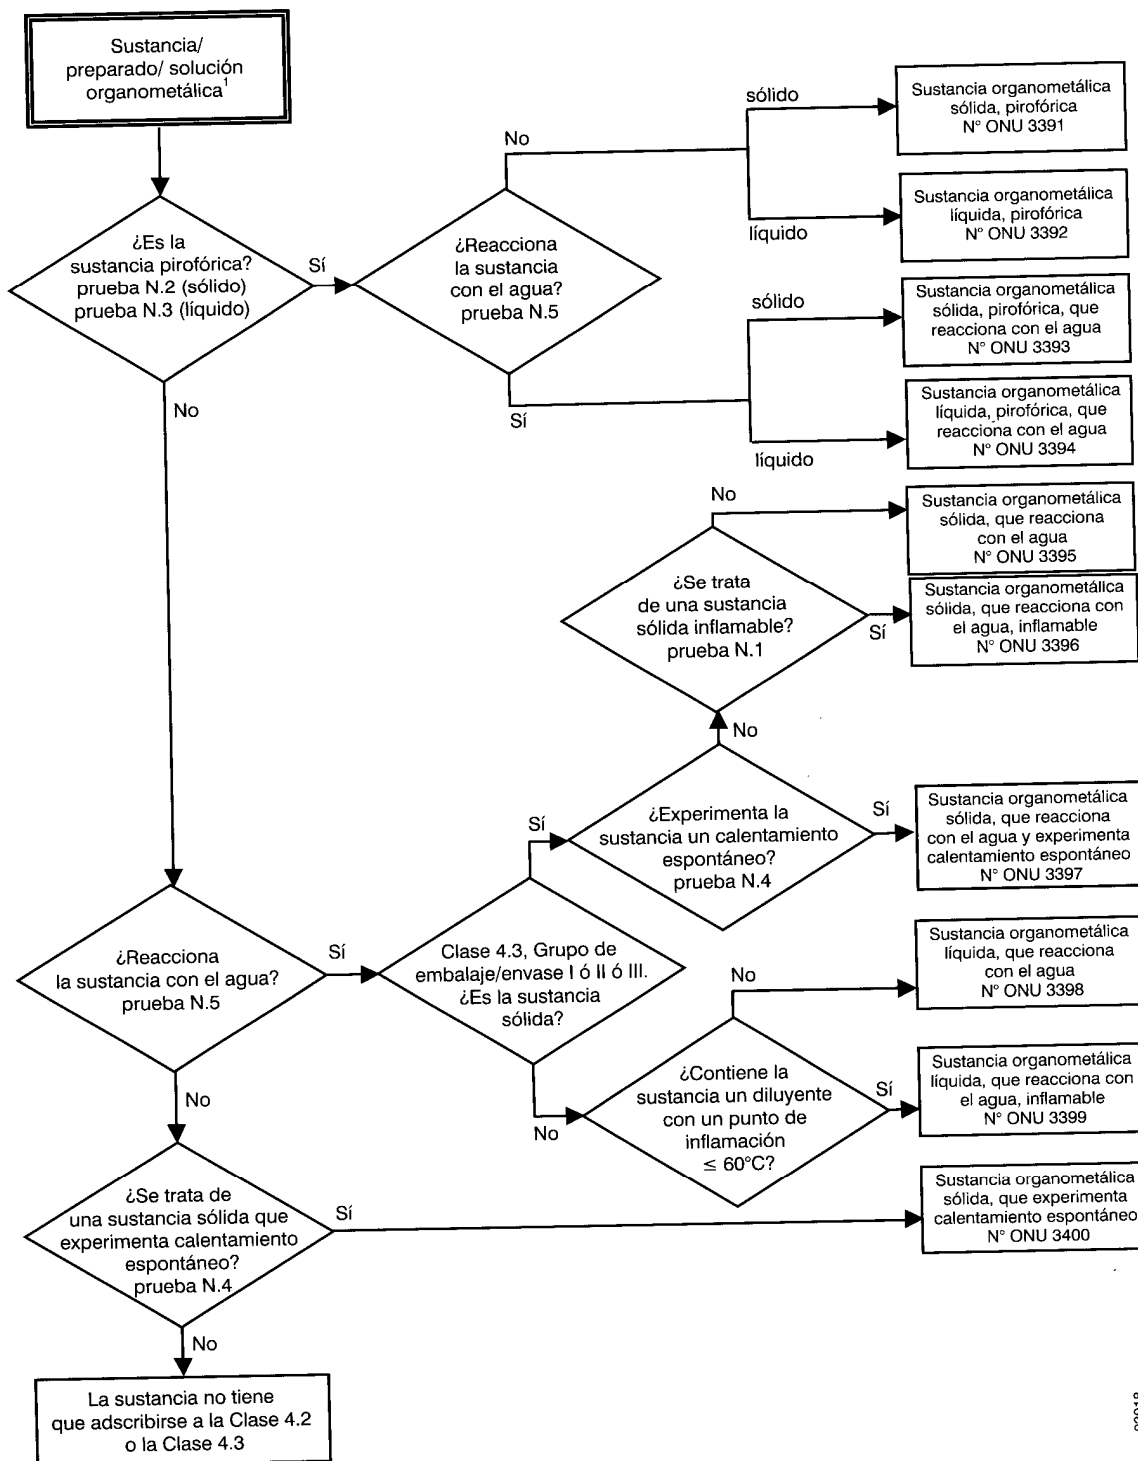 Sustancia/
preparado/ solución
organometálica¹
¿Es la
sustancia pirofórica?
prueba N.2 (sólido)
prueba N.3 (líquido)
Sí
No
¿Reacciona
la sustancia
con el agua?
prueba N.5
No
Sí
sólido
líquido
sólido
líquido
Sustancia organometálica
sólida, pirofórica
N° ONU 3391
Sustancia organometálica
líquida, pirofórica
N° ONU 3392
Sustancia organometálica
sólida, pirofórica, que
reacciona con el agua
N° ONU 3393
Sustancia organometálica
líquida, pirofórica, que
reacciona con el agua
N° ONU 3394
No
Sustancia organometálica
sólida, que reacciona
con el agua
N° ONU 3395
¿Se trata
de una sustancia
sólida inflamable?
prueba N.1
Sí
Sustancia organometálica
sólida, que reacciona con
el agua, inflamable
N° ONU 3396
No
¿Experimenta la
sustancia un calentamiento
espontáneo?
prueba N.4
Sí
Sí
Sustancia organometálica
sólida, que reacciona
con el agua y experimenta
calentamiento espontáneo
N° ONU 3397
¿Reacciona
la sustancia con el agua?
prueba N.5
Sí
Clase 4.3, Grupo de
embalaje/envase I ó II ó III.
¿Es la sustancia
sólida?
No
No
Sustancia organometálica
líquida, que reacciona
con el agua
N° ONU 3398
¿Contiene la
sustancia un diluyente
con un punto de
inflamación
≤ 60°C?
Sí
Sustancia organometálica
líquida, que reacciona con
el agua, inflamable
N° ONU 3399
No
¿Se trata de
una sustancia sólida que
experimenta calentamiento
espontáneo?
prueba N.4
Sí
Sustancia organometálica
sólida, que experimenta
calentamiento espontáneo
N° ONU 3400
No
La sustancia no tiene
que adscribirse a la Clase 4.2
o la Clase 4.3